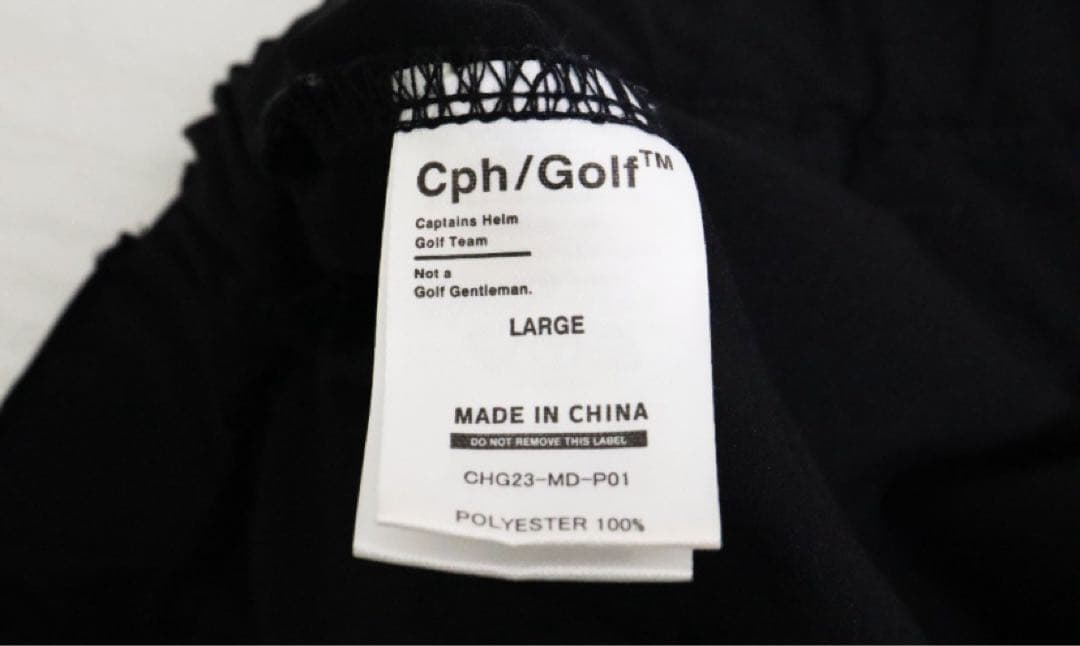 Cph/Golf™
Captains Helm
Golf Team
Not a
Golf Gentleman.
LARGE
MADE IN CHINA
DO NOT REMOVE THIS LABEL
CHG23-MD-P01
POLYESTER 100%